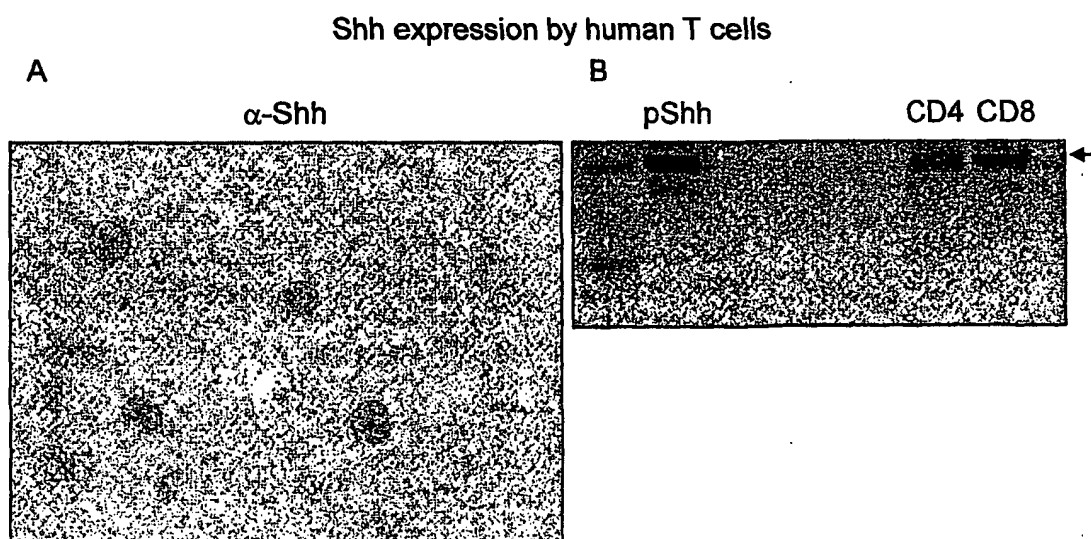 Shh expression by human T cells
A
B
α-Shh
pShh
CD4 CD8